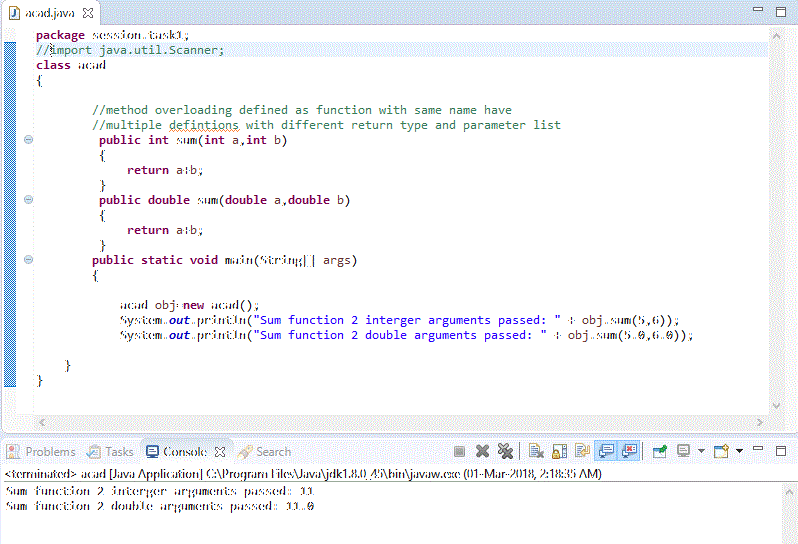 acad.java
package session.task1;
//import java.util.Scanner;
class acad
{
//method overloading defined as function with same name have
//multiple defintions with different return type and parameter list
public int sum(int a,int b)
{
return a+b;
}
public double sum(double a,double b)
{
return a+b;
}
public static void main(String[] args)
{
acad obj=new acad();
System.out.println("Sum function 2 interger arguments passed: " + obj.sum(5,6));
System.out.println("Sum function 2 double arguments passed: " + obj.sum(5.0,6.0));
}
}
Problems Tasks Console Search
<terminated> acad [Java Application] C:\Program Files\Java\jdk1.8.0_45\bin\javaw.exe (01-Mar-2018, 2:18:35 AM)
Sum function 2 interger arguments passed: 11
Sum function 2 double arguments passed: 11.0